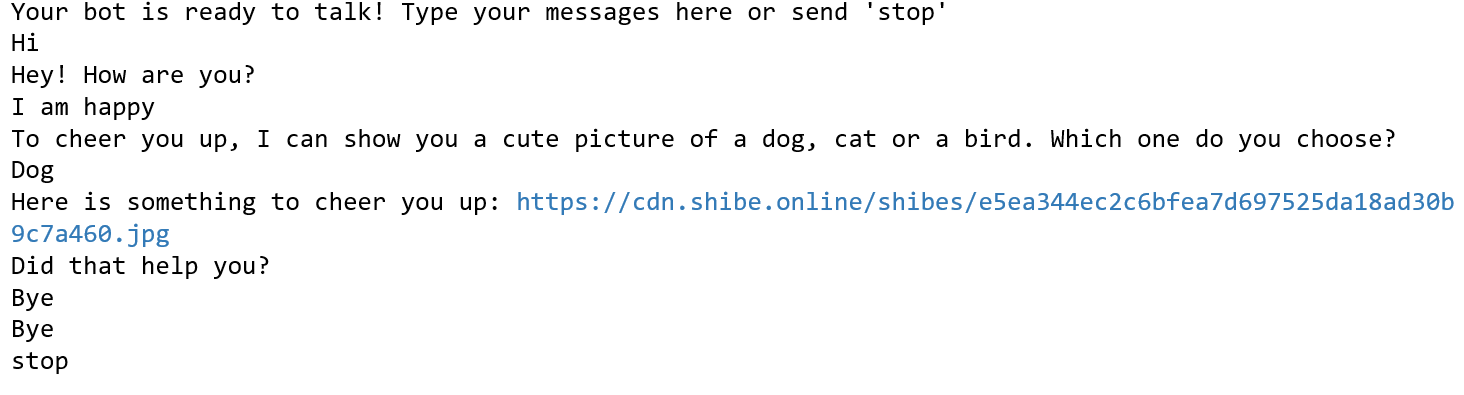 Your bot is ready to talk! Type your messages here or send 'stop'
Hi
Hey! How are you?
I am happy
To cheer you up, I can show you a cute picture of a dog, cat or a bird. Which one do you choose?
Dog
Here is something to cheer you up: https://cdn.shibe.online/shibes/e5ea344ec2c6bfea7d697525da18ad30b
9c7a460.jpg
Did that help you?
Bye
Bye
stop